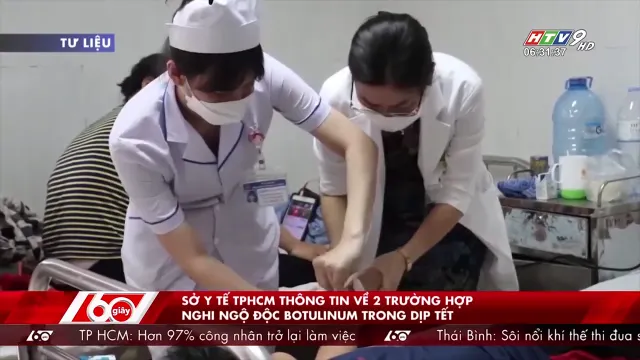 TƯ LIỆU
HTV9 HD
06:31:37
60 giây
SỞ Y TẾ TPHCM THÔNG TIN VỀ 2 TRƯỜNG HỢP
NGHI NGỘ ĐỘC BOTULINUM TRONG DỊP TẾT
60 TP HCM: Hơn 97% công nhân trở lại làm việc 60 Thái Bình: Sôi nổi khí thế thi đua